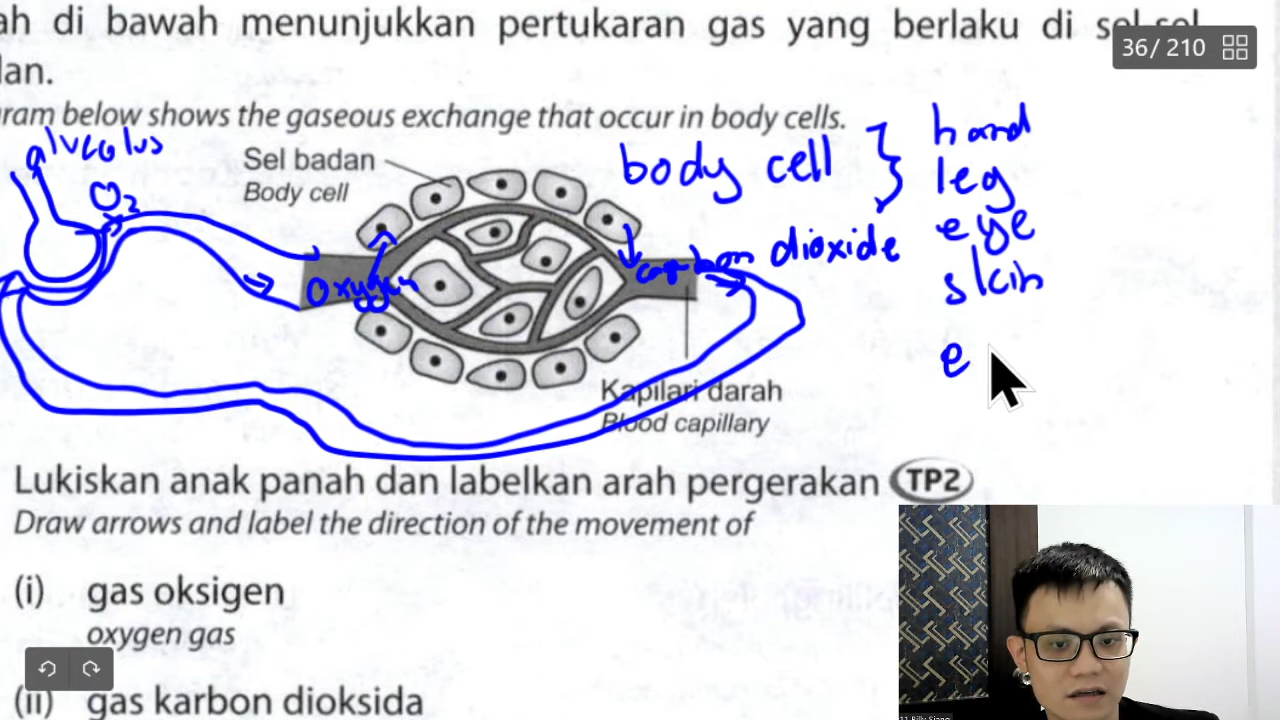 ah di bawah menunjukkan pertukaran gas yang berlaku di sel-sel
36/ 210
lan.
ram below shows the gaseous exchange that occur in body cells.
alveolus
O2
Sel badan
Body cell
body cell
hand
leg
eye
skin
e
oxygen
carbon dioxide
Kapilari darah
Blood capillary
Lukiskan anak panah dan labelkan arah pergerakan TP2
Draw arrows and label the direction of the movement of
(i) gas oksigen
oxygen gas
(ii) gas karbon dioksida